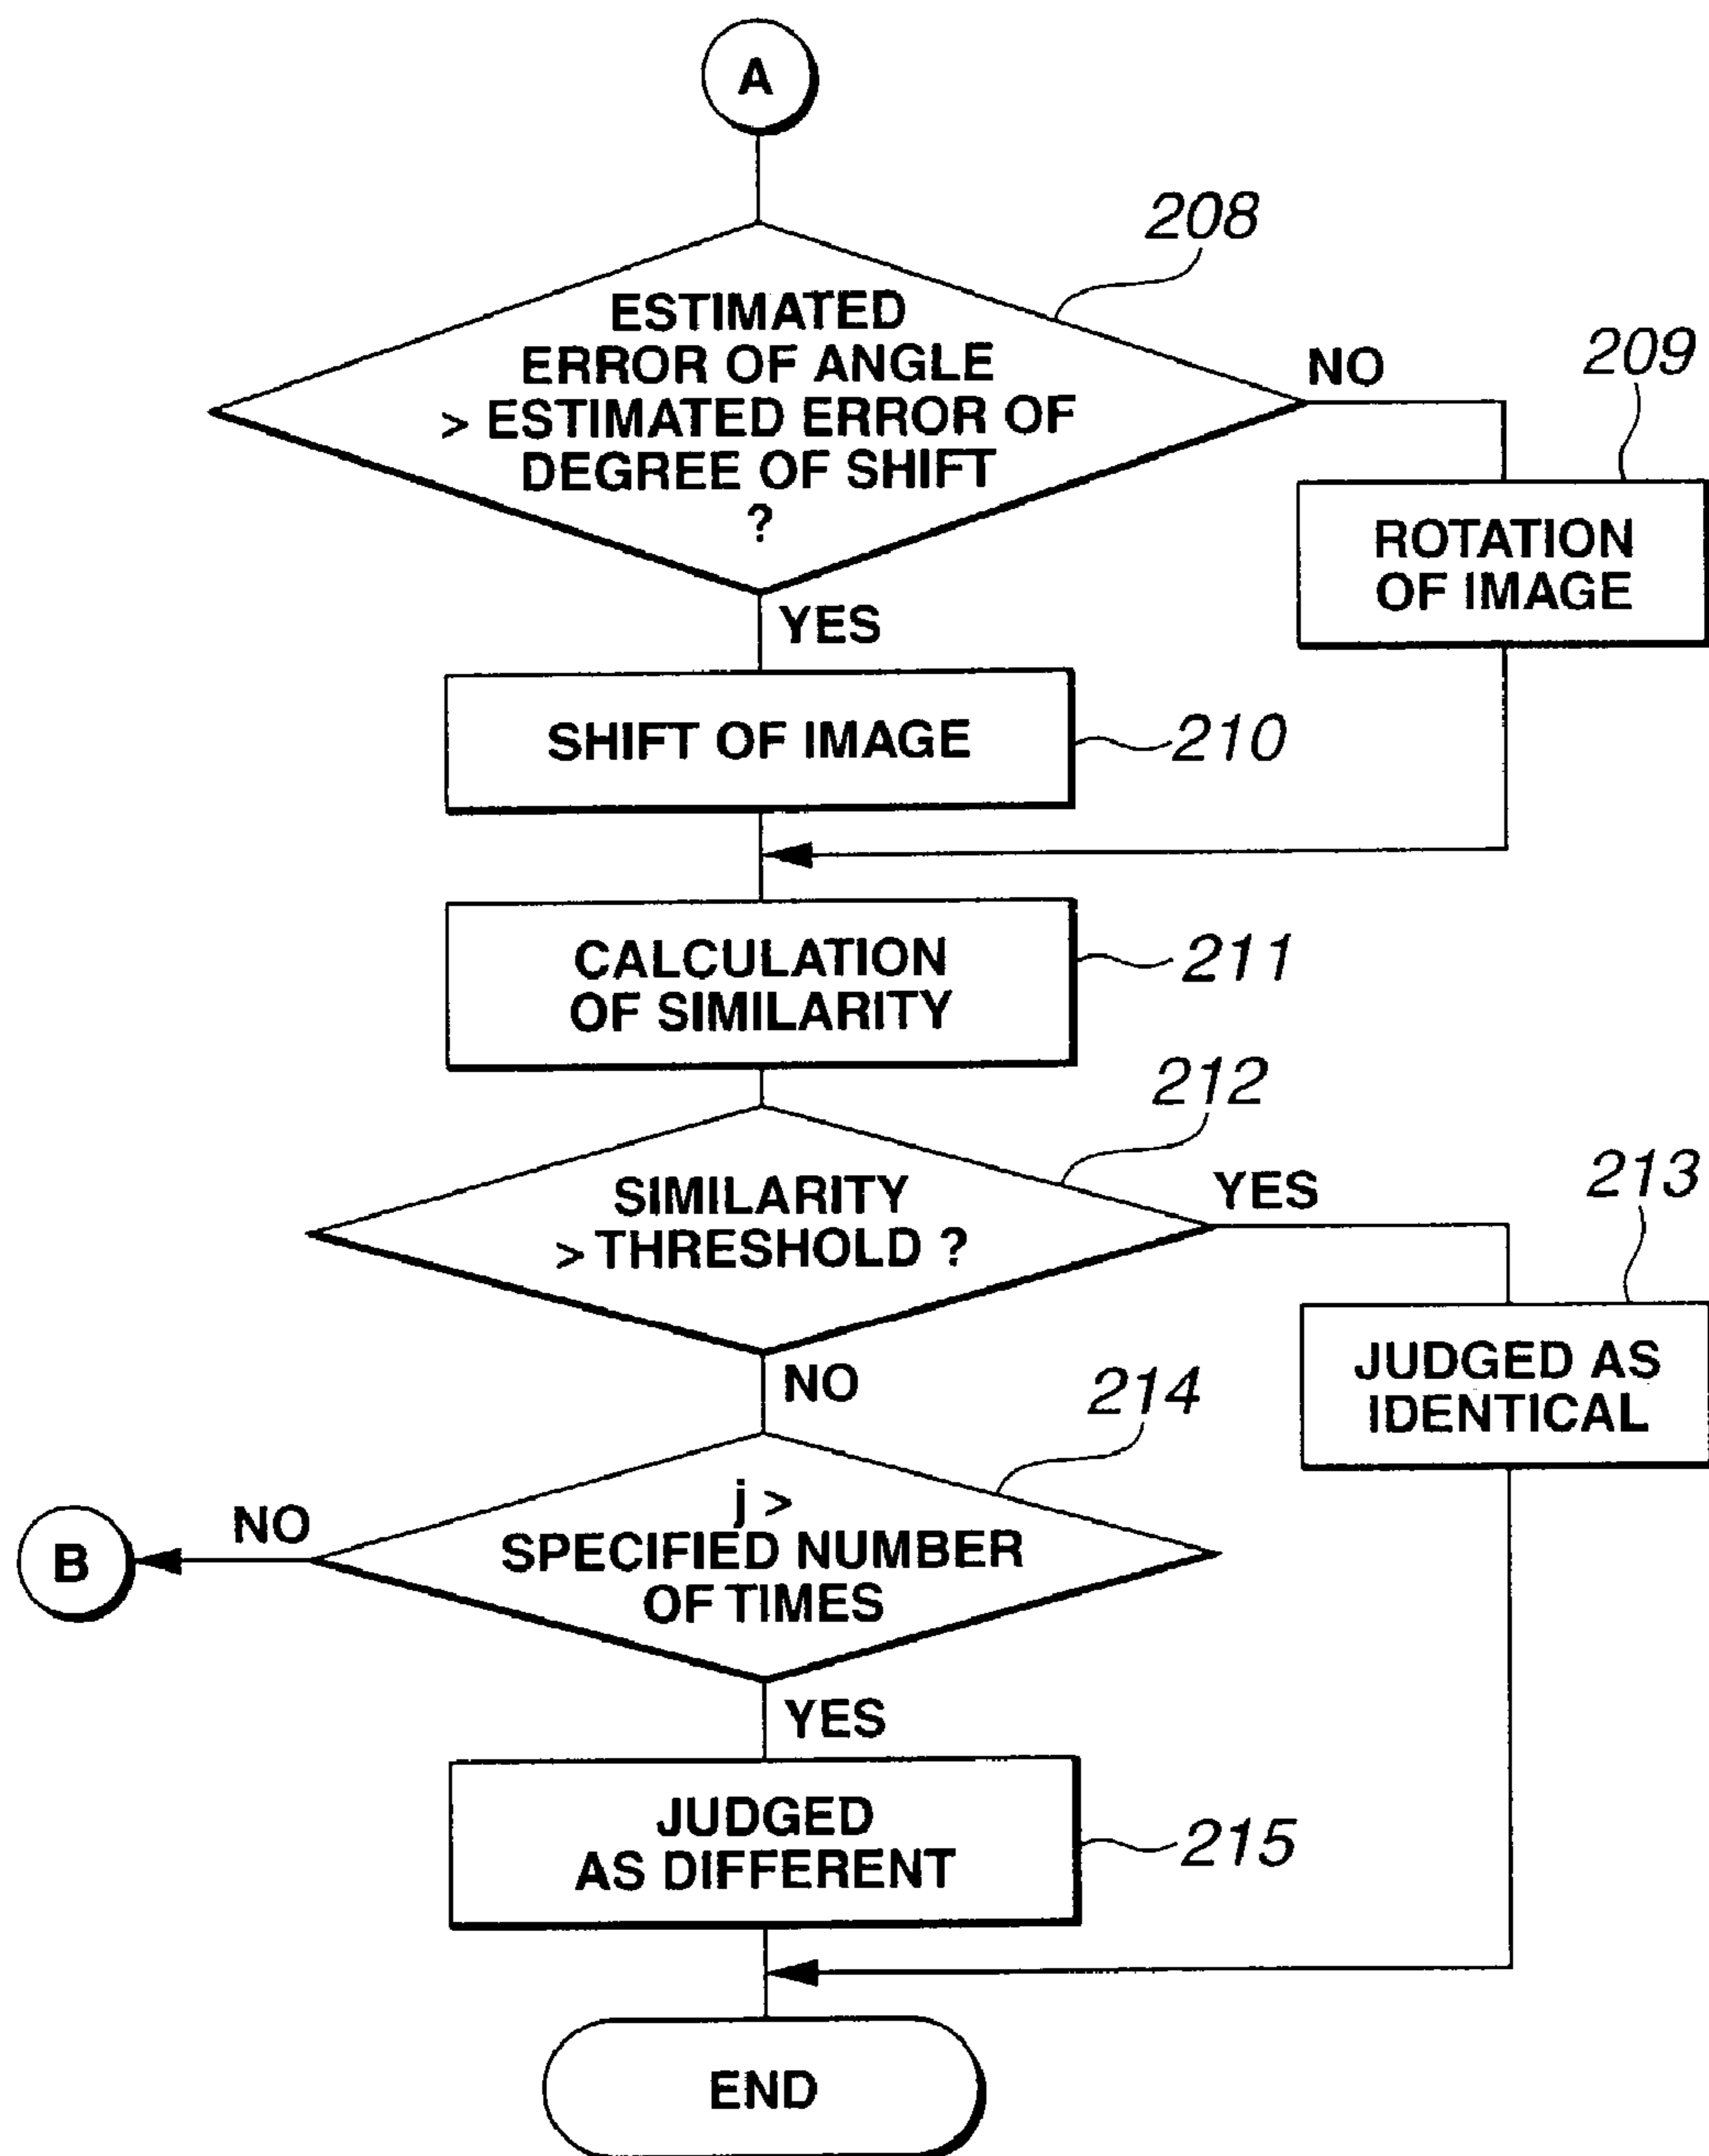 A
208
ESTIMATED
ERROR OF ANGLE
> ESTIMATED ERROR OF
DEGREE OF SHIFT
?
NO
209
ROTATION
OF IMAGE
YES
SHIFT OF IMAGE
210
CALCULATION
OF SIMILARITY
211
212
SIMILARITY
> THRESHOLD ?
YES
213
JUDGED AS
IDENTICAL
NO
214
j >
SPECIFIED NUMBER
OF TIMES
NO
B
YES
JUDGED
AS DIFFERENT
215
END